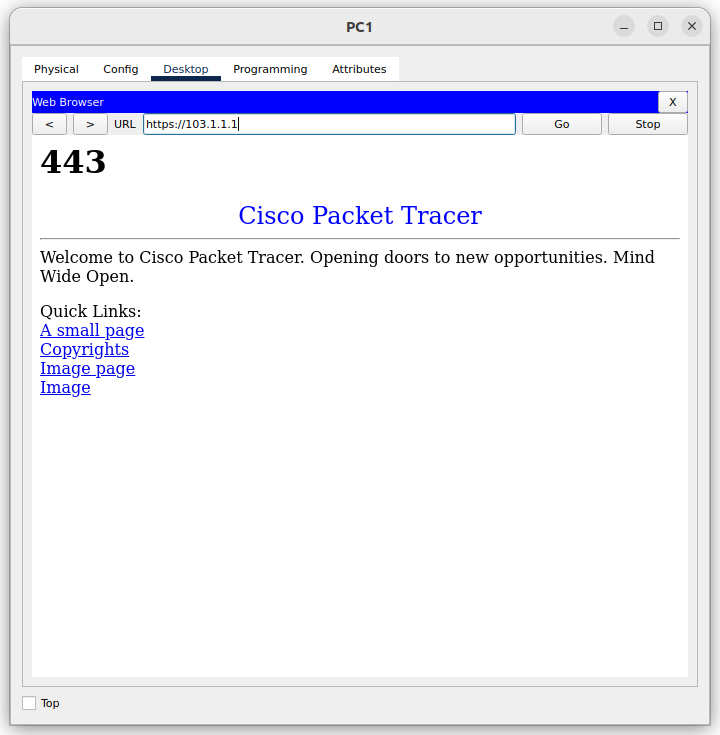 PC1
Physical Config Desktop Programming Attributes
Web Browser X
< > URL https://103.1.1.1 Go Stop
443
Cisco Packet Tracer
Welcome to Cisco Packet Tracer. Opening doors to new opportunities. Mind
Wide Open.
Quick Links:
A small page
Copyrights
Image page
Image
Top